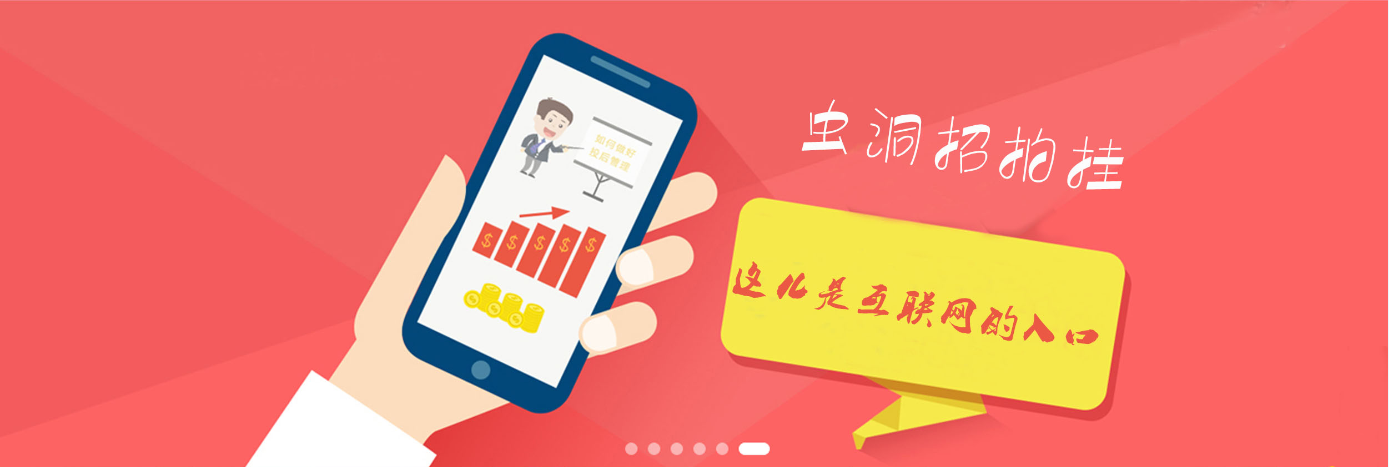 如何做好
投后管理
虫洞招拍挂
这儿是互联网的入口